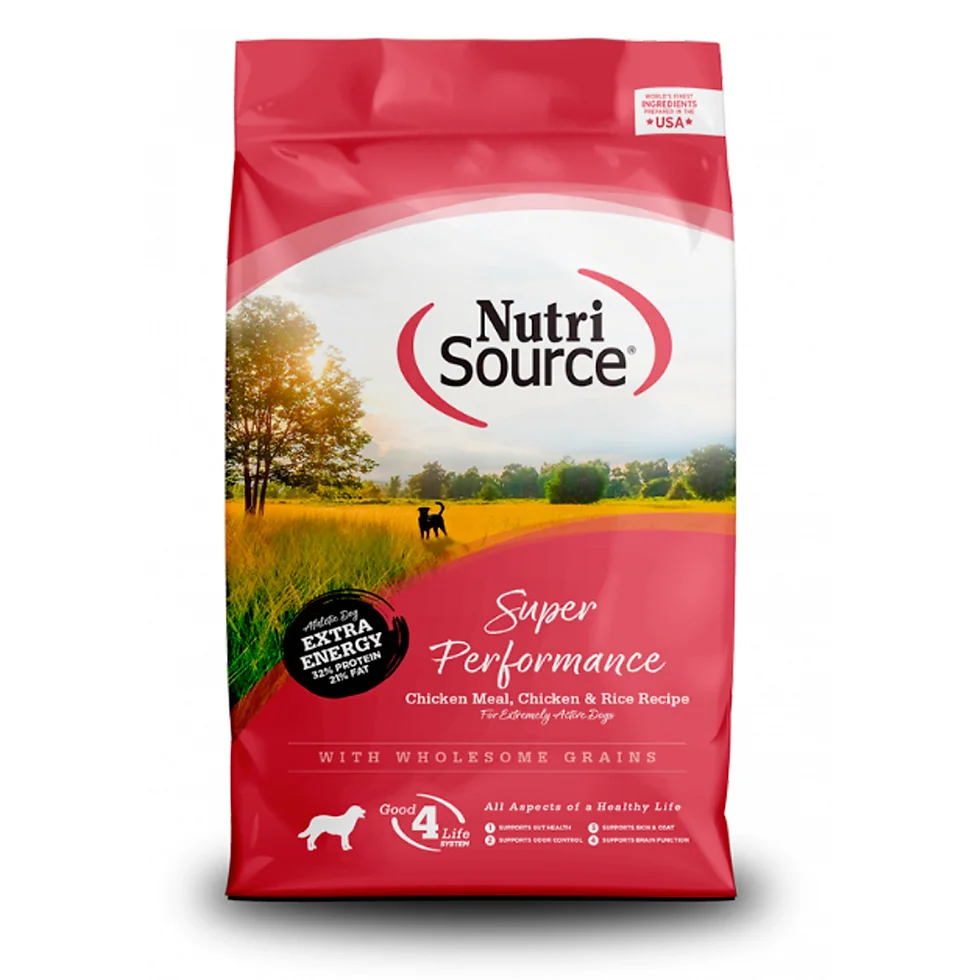 WORLD'S FINEST
INGREDIENTS
PREPARED IN THE
★USA★
Nutri
Source®
Athletic Dog
EXTRA
ENERGY
32% PROTEIN
21% FAT
Super
Performance
Chicken Meal, Chicken & Rice Recipe
For Extremely Active Dogs
WITH WHOLESOME GRAINS
Good 4 Life
SYSTEM
All Aspects of a Healthy Life
1 SUPPORTS GUT HEALTH
2 SUPPORTS ODOR CONTROL
3 SUPPORTS SKIN & COAT
4 SUPPORTS BRAIN FUNCTION